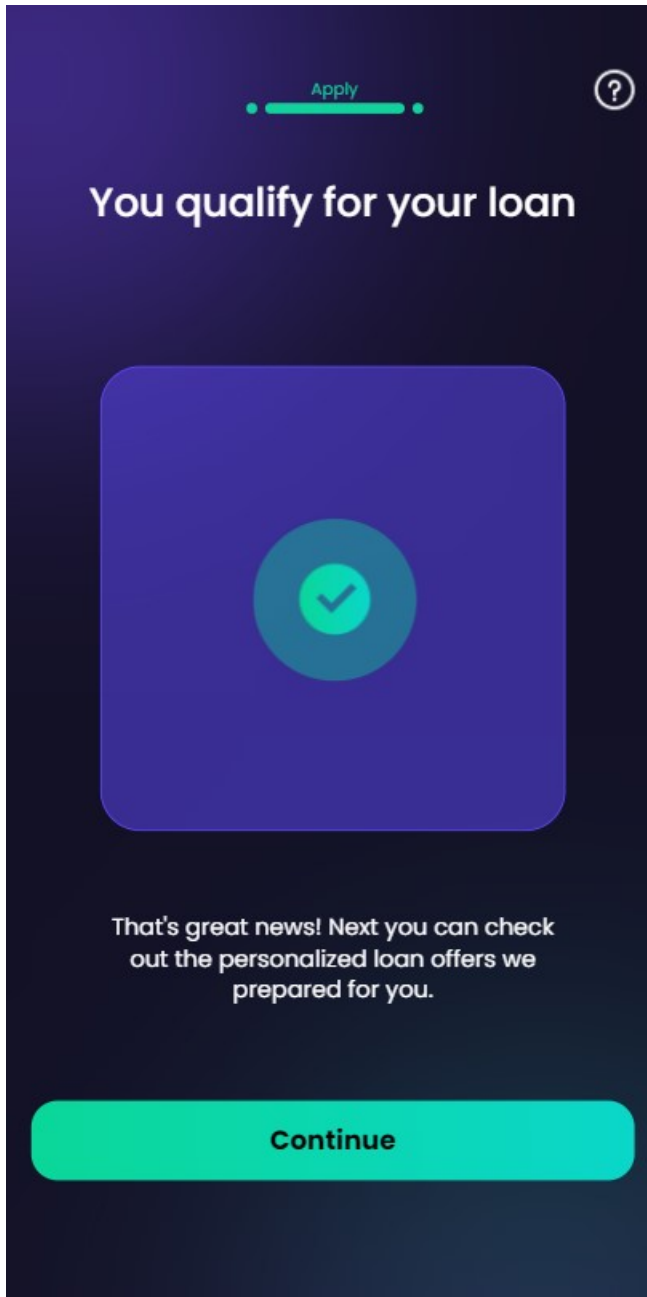 Apply
?
You qualify for your loan
That's great news! Next you can check
out the personalized loan offers we
prepared for you.
Continue